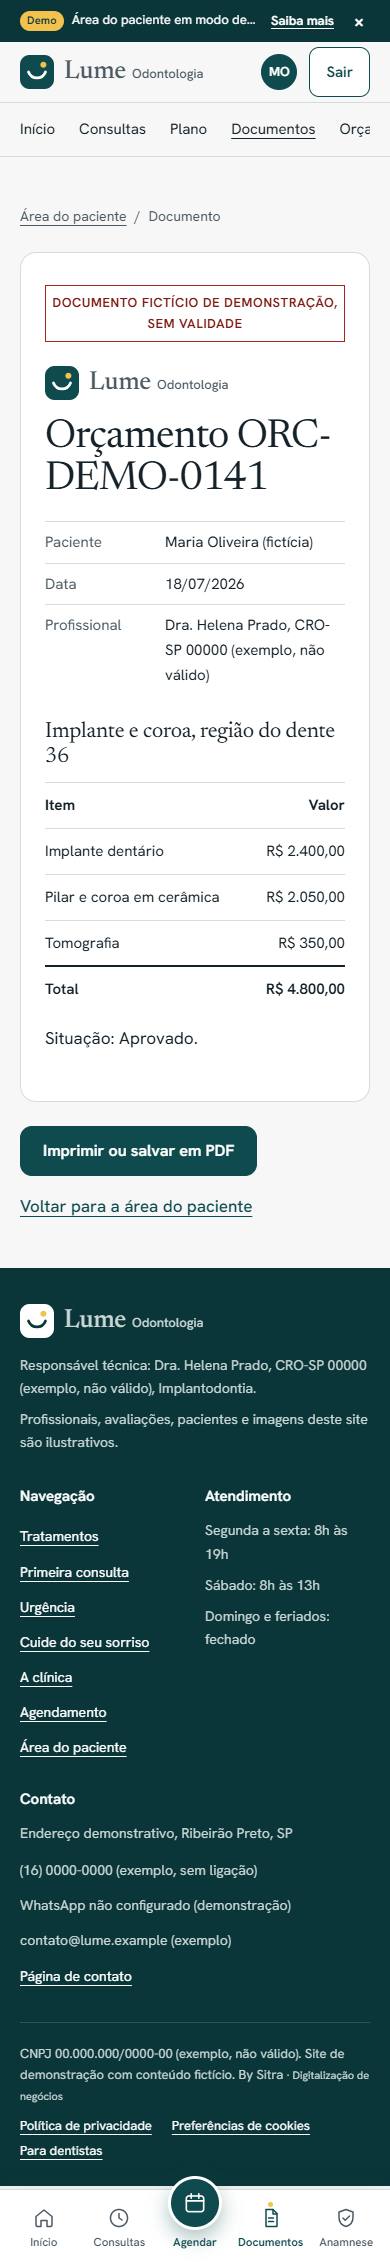 Demo Área do paciente em modo de... Saiba mais ×
Lume Odontologia MO Sair
Início Consultas Plano Documentos Orça
Área do paciente / Documento
DOCUMENTO FICTÍCIO DE DEMONSTRAÇÃO,
SEM VALIDADE
Lume Odontologia
Orçamento ORC-
DEMO-0141
Paciente Maria Oliveira (fictícia)
Data 18/07/2026
Profissional Dra. Helena Prado, CRO-
SP 00000 (exemplo, não
válido)
Implante e coroa, região do dente
36
Item Valor
Implante dentário R$ 2.400,00
Pilar e coroa em cerâmica R$ 2.050,00
Tomografia R$ 350,00
Total R$ 4.800,00
Situação: Aprovado.
Imprimir ou salvar em PDF
Voltar para a área do paciente
Lume Odontologia
Responsável técnica: Dra. Helena Prado, CRO-SP 00000
(exemplo, não válido), Implantodontia.
Profissionais, avaliações, pacientes e imagens deste site
são ilustrativos.
Navegação
Tratamentos
Primeira consulta
Urgência
Cuide do seu sorriso
A clínica
Agendamento
Área do paciente
Atendimento
Segunda a sexta: 8h às
19h
Sábado: 8h às 13h
Domingo e feriados:
fechado
Contato
Endereço demonstrativo, Ribeirão Preto, SP
(16) 0000-0000 (exemplo, sem ligação)
WhatsApp não configurado (demonstração)
contato@lume.example (exemplo)
Página de contato
CNPJ 00.000.000/0000-00 (exemplo, não válido). Site de
demonstração com conteúdo fictício. By Sitra · Digitalização de
negócios
Política de privacidade Preferências de cookies
Para dentistas
Início Consultas Agendar Documentos Anamnese